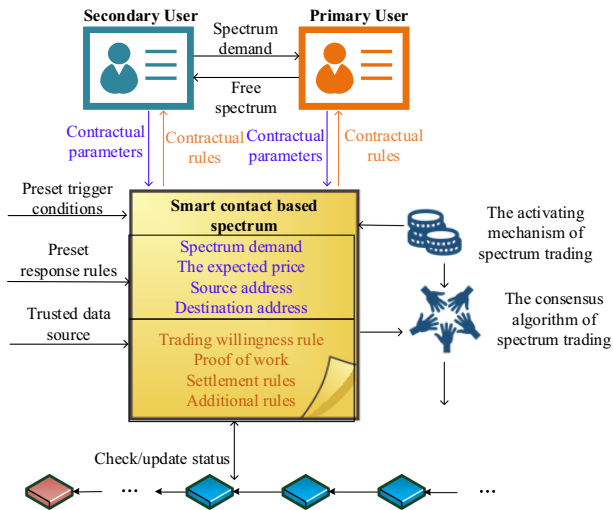 Secondary User
Primary User
Spectrum
demand
Free
spectrum
Contractual
parameters
Contractual
rules
Contractual
parameters
Contractual
rules
Preset trigger
conditions
Preset
response rules
Trusted data
source
Smart contact based
spectrum
Spectrum demand
The expected price
Source address
Destination address
Trading willingness rule
Proof of work
Settlement rules
Additional rules
The activating
mechanism of
spectrum trading
The consensus
algorithm of
spectrum trading
Check/update status
...
...